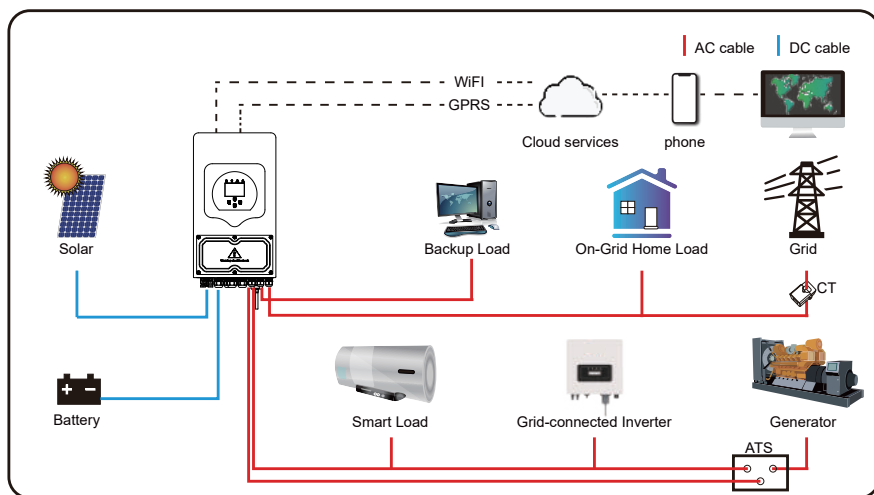 AC cable
DC cable
WiFI
GPRS
Cloud services
phone
Solar
Backup Load
On-Grid Home Load
Grid
CT
Battery
Smart Load
Grid-connected Inverter
Generator
ATS